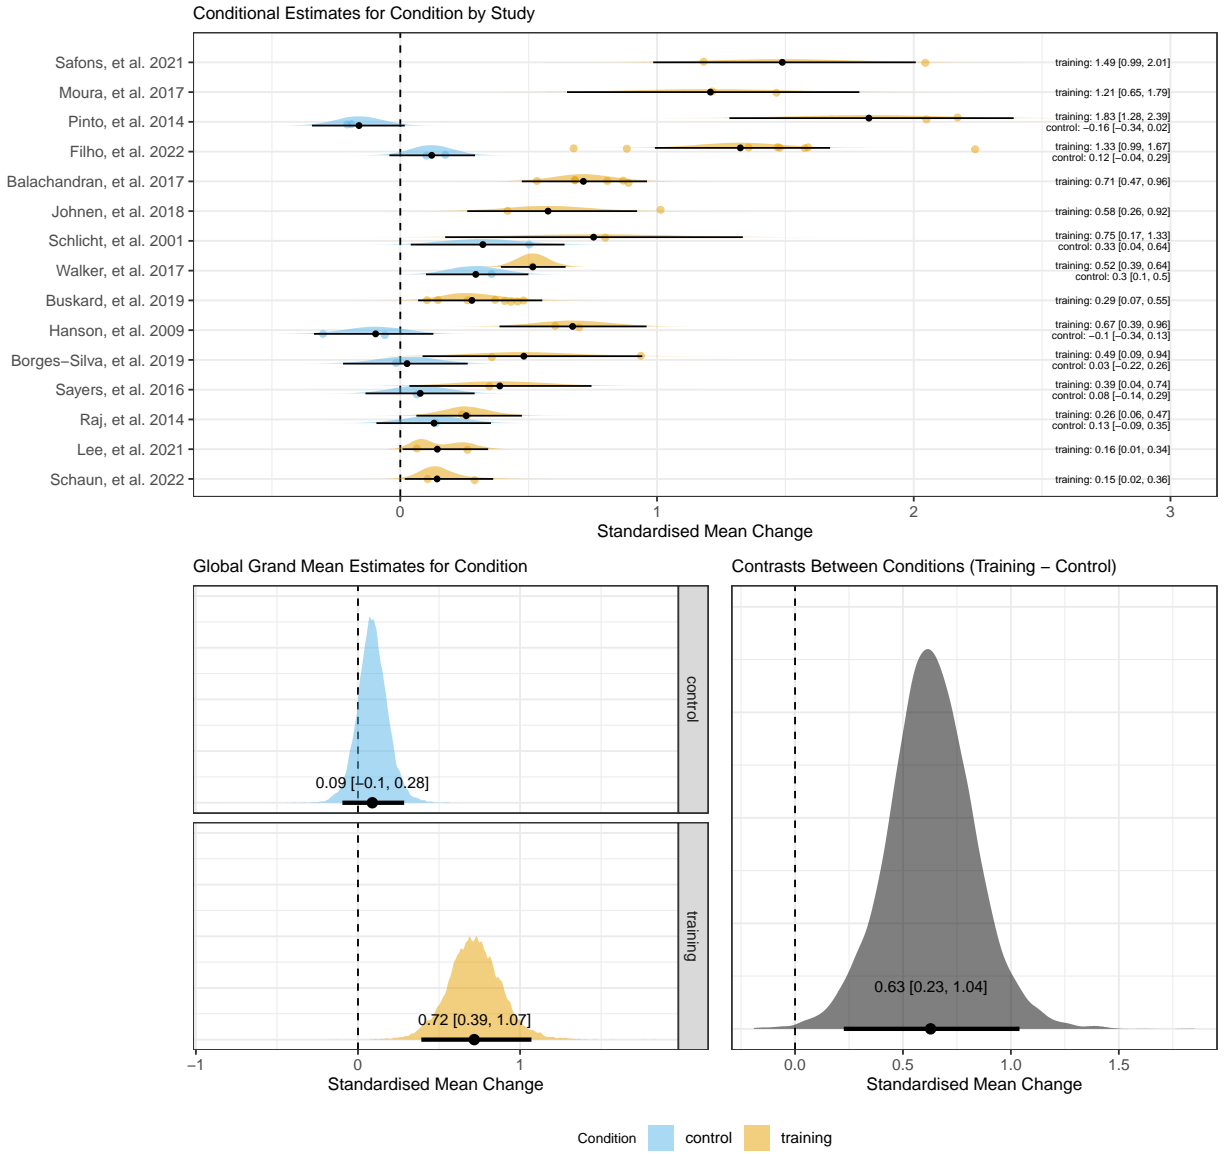 Conditional Estimates for Condition by Study
Safons, et al. 2021
training: 1.49 [0.99, 2.01]
Moura, et al. 2017
training: 1.21 [0.65, 1.79]
Pinto, et al. 2014
training: 1.83 [1.28, 2.39]
control: −0.16 [−0.34, 0.02]
Filho, et al. 2022
training: 1.33 [0.99, 1.67]
control: 0.12 [−0.04, 0.29]
Balachandran, et al. 2017
training: 0.71 [0.47, 0.96]
Johnen, et al. 2018
training: 0.58 [0.26, 0.92]
Schlicht, et al. 2001
training: 0.75 [0.17, 1.33]
control: 0.33 [0.04, 0.64]
Walker, et al. 2017
training: 0.52 [0.39, 0.64]
control: 0.3 [0.1, 0.5]
Buskard, et al. 2019
training: 0.29 [0.07, 0.55]
Hanson, et al. 2009
training: 0.67 [0.39, 0.96]
control: −0.1 [−0.34, 0.13]
Borges−Silva, et al. 2019
training: 0.49 [0.09, 0.94]
control: 0.03 [−0.22, 0.26]
Sayers, et al. 2016
training: 0.39 [0.04, 0.74]
control: 0.08 [−0.14, 0.29]
Raj, et al. 2014
training: 0.26 [0.06, 0.47]
control: 0.13 [−0.09, 0.35]
Lee, et al. 2021
training: 0.16 [0.01, 0.34]
Schaun, et al. 2022
training: 0.15 [0.02, 0.36]
0 1 2 3
Standardised Mean Change
Global Grand Mean Estimates for Condition
control
0.09 [−0.1, 0.28]
training
0.72 [0.39, 1.07]
−1 0 1
Standardised Mean Change
Contrasts Between Conditions (Training − Control)
0.63 [0.23, 1.04]
0.0 0.5 1.0 1.5
Standardised Mean Change
Condition control training